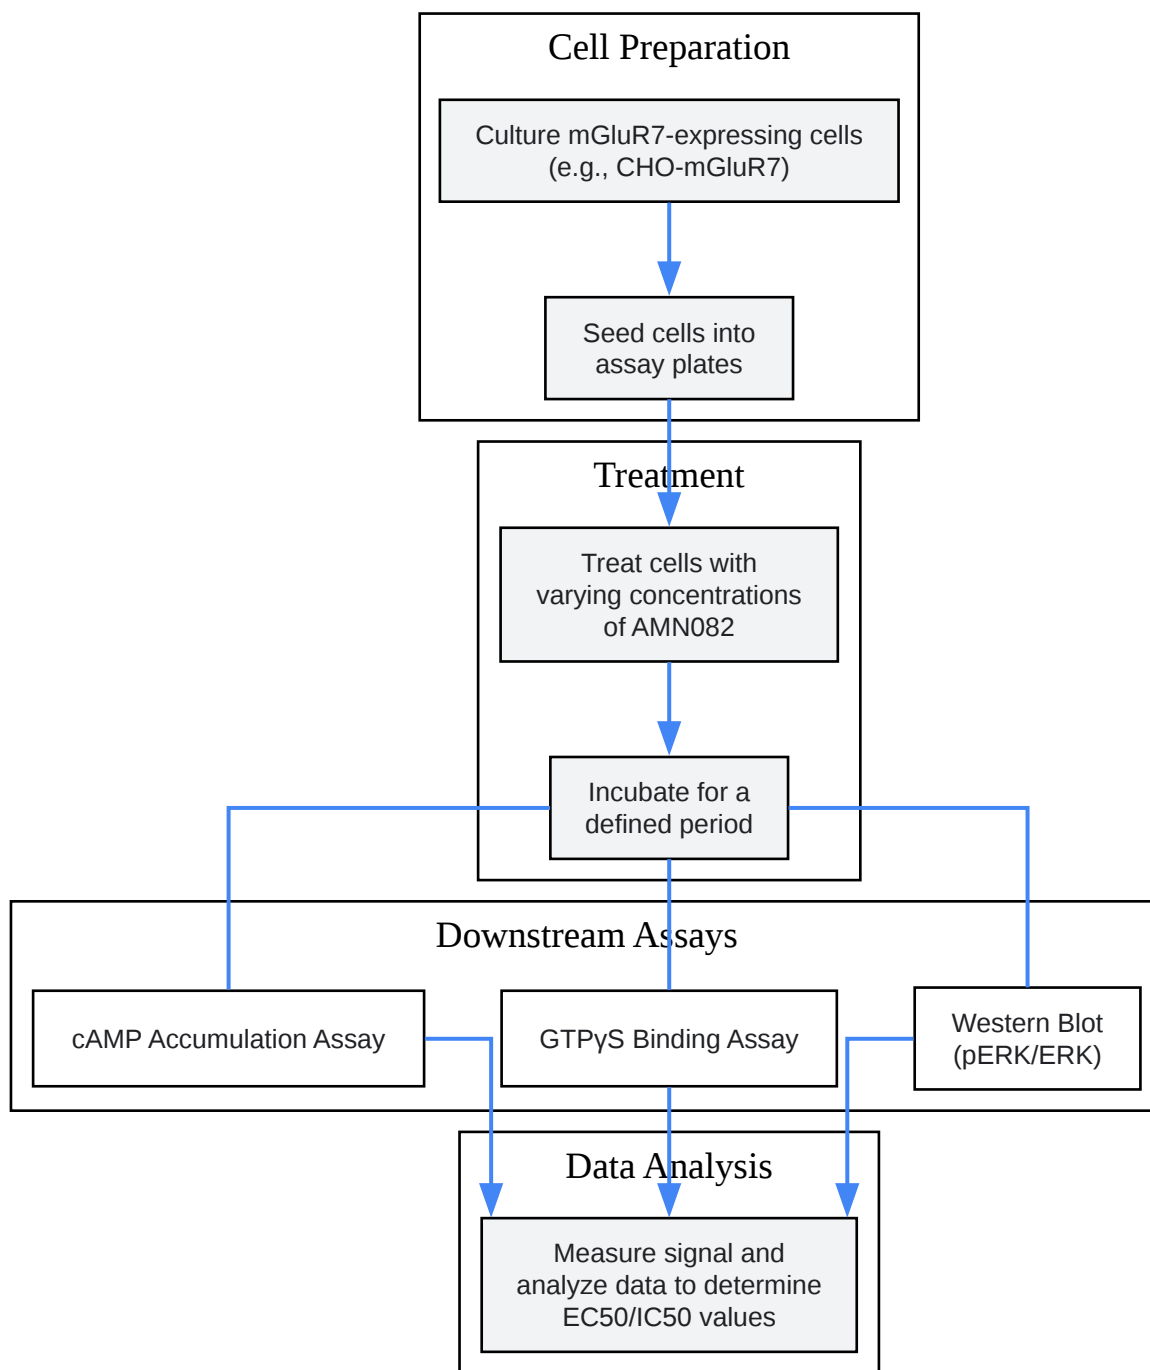 Cell Preparation
Culture mGluR7-expressing cells
(e.g., CHO-mGluR7)
Seed cells into
assay plates
Treatment
Treat cells with
varying concentrations
of AMN082
Incubate for a
defined period
Downstream Assays
cAMP Accumulation Assay
GTPγS Binding Assay
Western Blot
(pERK/ERK)
Data Analysis
Measure signal and
analyze data to determine
EC50/IC50 values